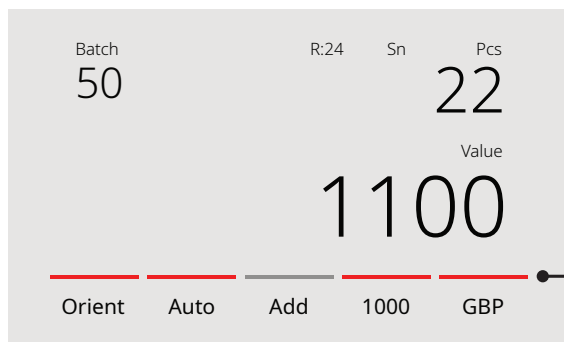 Batch R:24 Sn Pcs
50 22
Value
1100
Orient Auto Add 1000 GBP